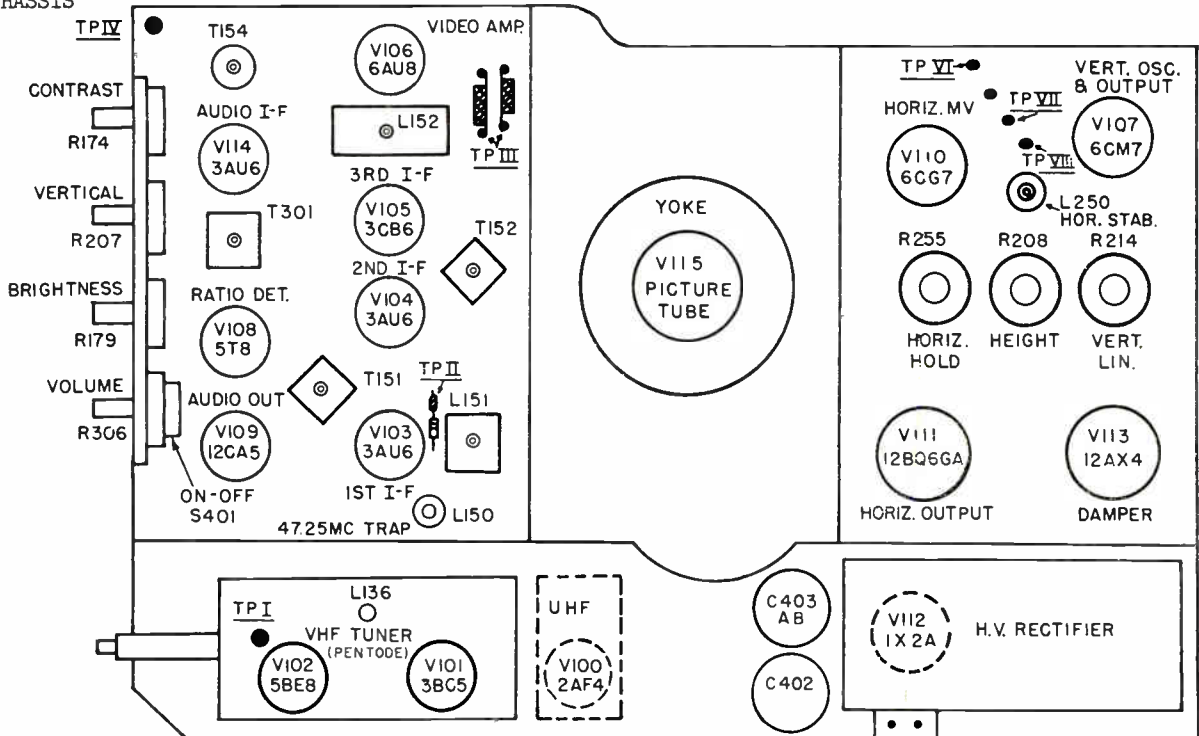 HASSIS
TP IV
CONTRAST
R174
VERTICAL
R207
BRIGHTNESS
R179
VOLUME
R306
T154
AUDIO I-F
V114
3AU6
T301
RATIO DET.
V108
5T8
AUDIO OUT
V109
12CA5
ON-OFF
S401
VIDEO AMP.
V106
6AU8
L152
TP III
3RD I-F
V105
3CB6
T152
2ND I-F
V104
3AU6
T151
TP II
L151
V103
3AU6
1ST I-F
L150
47.25MC TRAP
YOKE
V115
PICTURE
TUBE
TP VI
TP VII
TP VIII
HORIZ. MV
V110
6CG7
VERT. OSC.
& OUTPUT
V107
6CM7
L250
HOR. STAB.
R255
HORIZ.
HOLD
R208
HEIGHT
R214
VERT.
LIN.
V111
12BQ6GA
HORIZ. OUTPUT
V113
12AX4
DAMPER
TP I
L136
VHF TUNER
(PENTODE)
V102
5BE8
V101
3BC5
UHF
V100
2AF4
C403
AB
C402
V112
1X2A
H.V. RECTIFIER